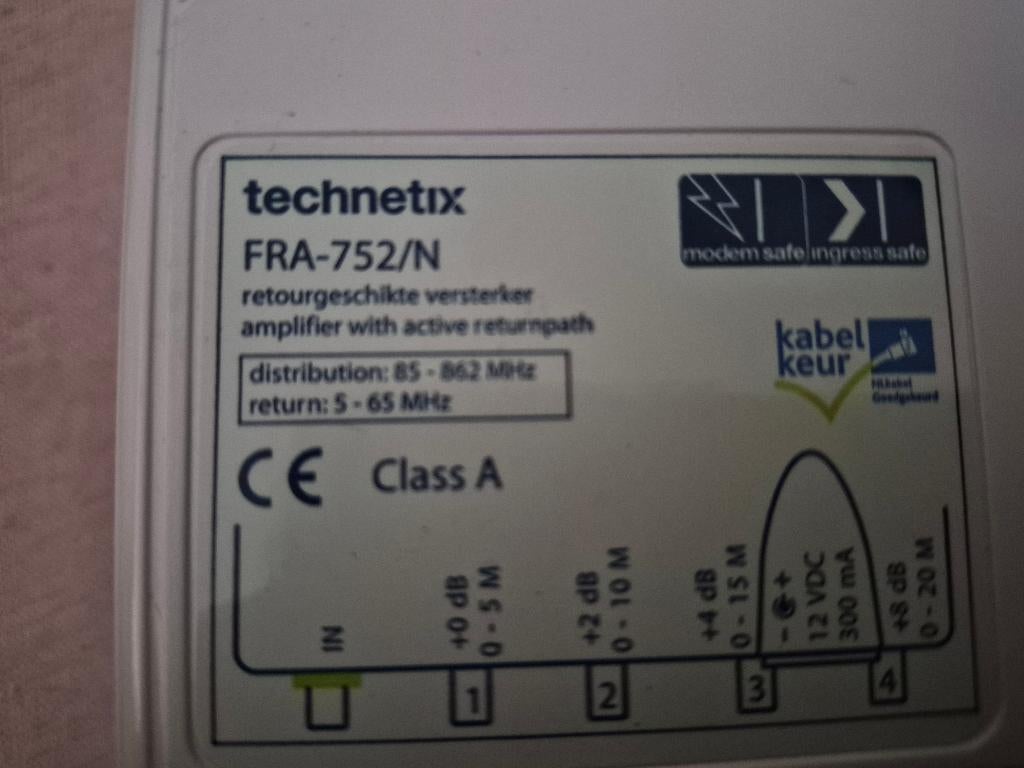 technetix
modem safe ingress safe
FRA-752/N
retourgeschikte versterker
amplifier with active returnpath
kabel
keur
NLkabel
Goedgekeurd
distribution: 85 - 862 MHz
return: 5 - 65 MHz
CE Class A
IN
+0 dB
0 - 5 M
+2 dB
0 - 10 M
+4 dB
0 - 15 M
- +
12 VDC
300 mA
+8 dB
0 - 20 M
1 2 3 4